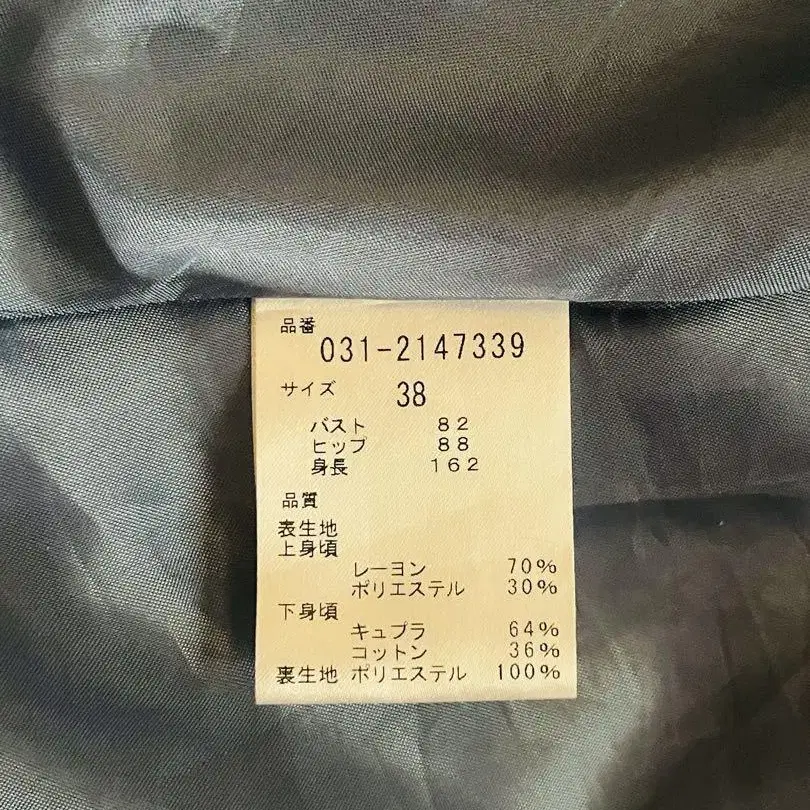 品番
031-2147339
サイズ 38
バスト 82
ヒップ 88
身長 162
品質
表生地
上身頃
レーヨン 70%
ポリエステル 30%
下身頃
キュプラ 64%
コットン 36%
裏生地 ポリエステル 100%